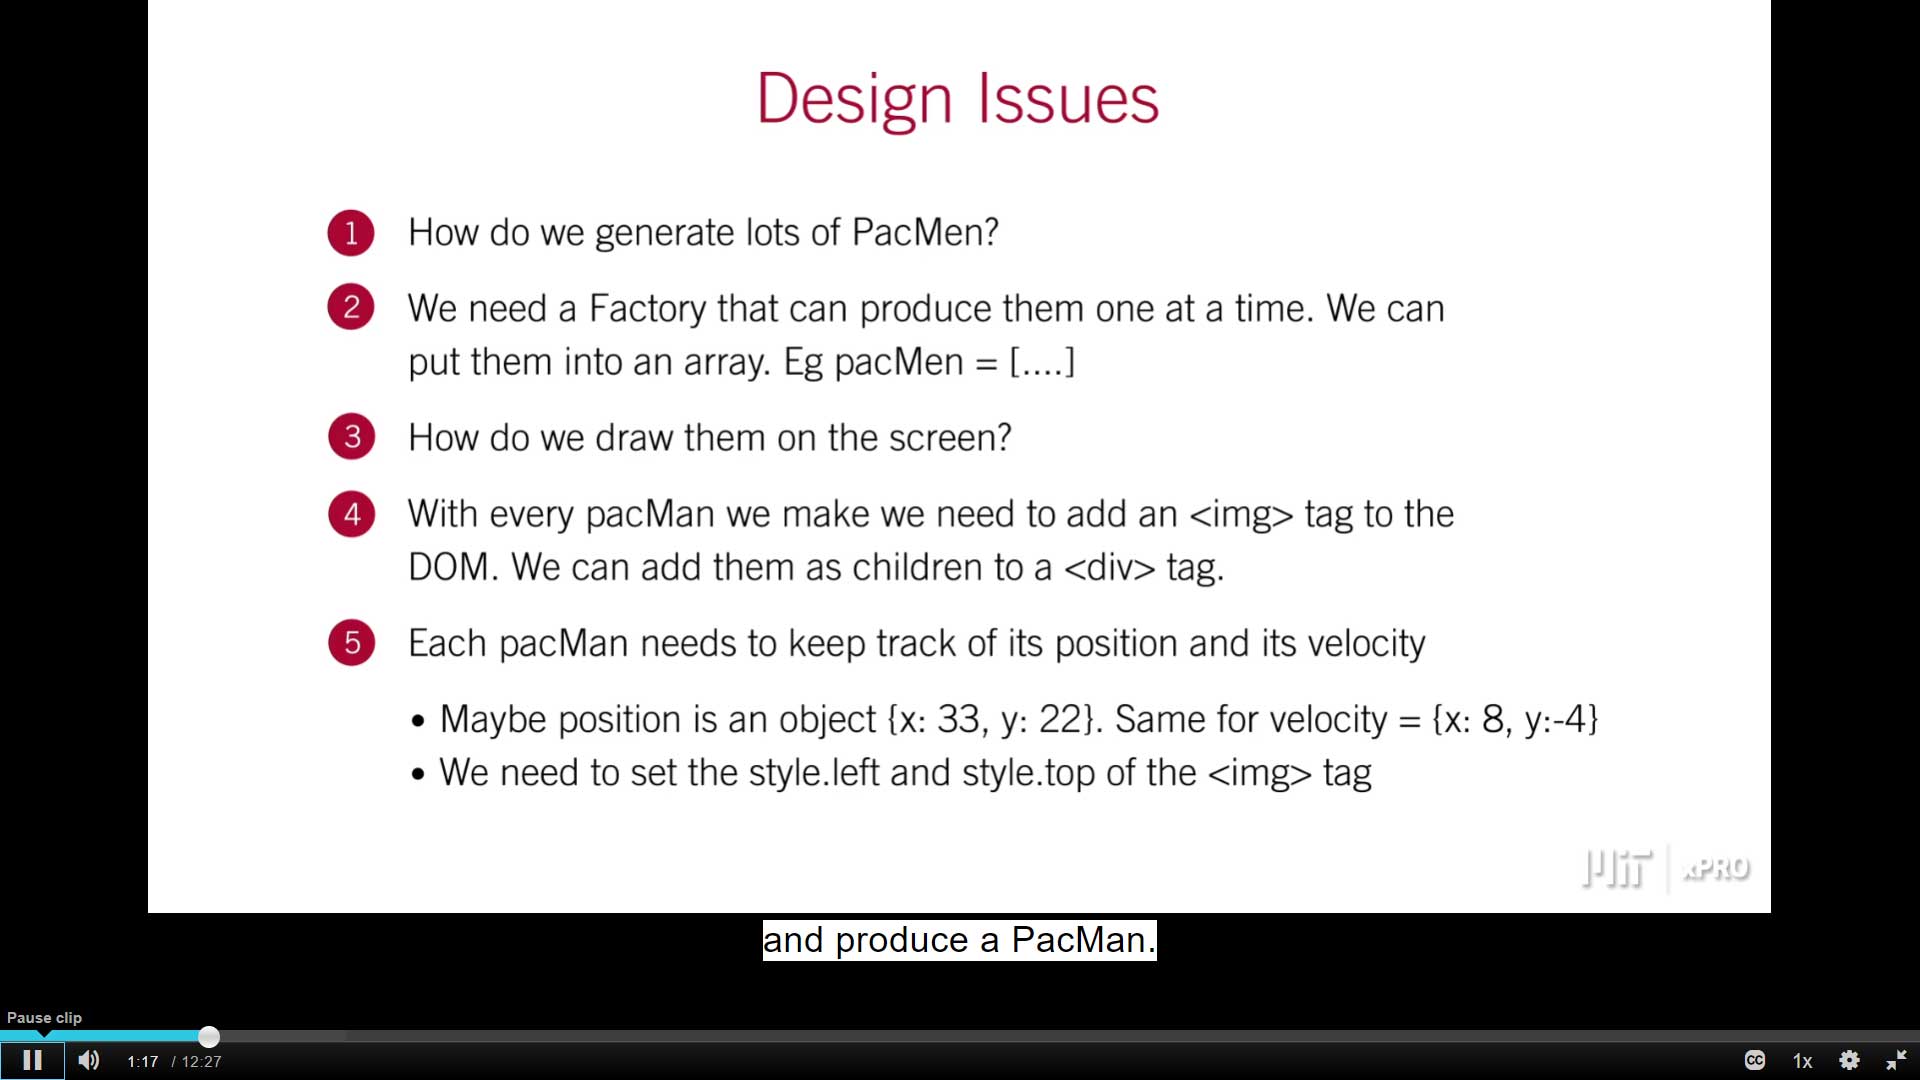 Design Issues
1 How do we generate lots of PacMen?
2 We need a Factory that can produce them one at a time. We can
put them into an array. Eg pacMen = [....]
3 How do we draw them on the screen?
4 With every pacMan we make we need to add an <img> tag to the
DOM. We can add them as children to a <div> tag.
5 Each pacMan needs to keep track of its position and its velocity
• Maybe position is an object {x: 33, y: 22}. Same for velocity = {x: 8, y:-4}
• We need to set the style.left and style.top of the <img> tag
MIT xPRO
and produce a PacMan.
Pause clip
1:17 / 12:27
CC 1x